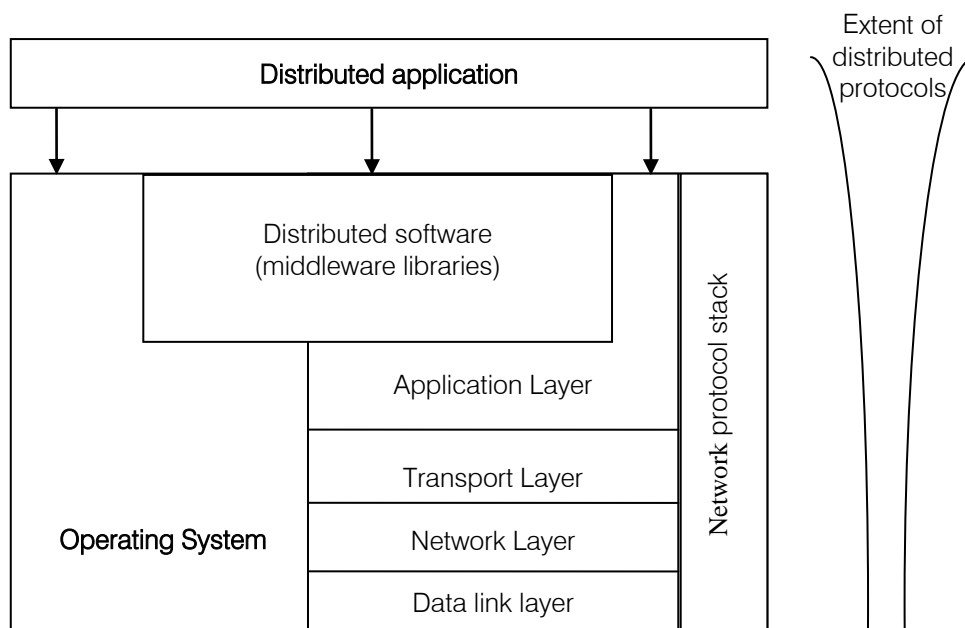 Extent of
distributed
protocols
Distributed application
Distributed software
(middleware libraries)
Network protocol stack
Application Layer
Transport Layer
Operating System
Network Layer
Data link layer